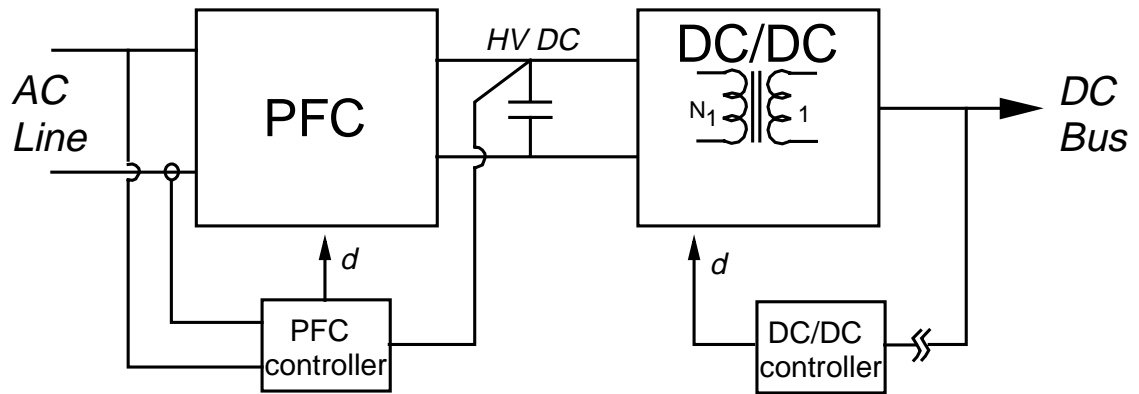 AC
Line
PFC
HV DC
DC/DC
N1
1
DC
Bus
d
d
PFC
controller
DC/DC
controller